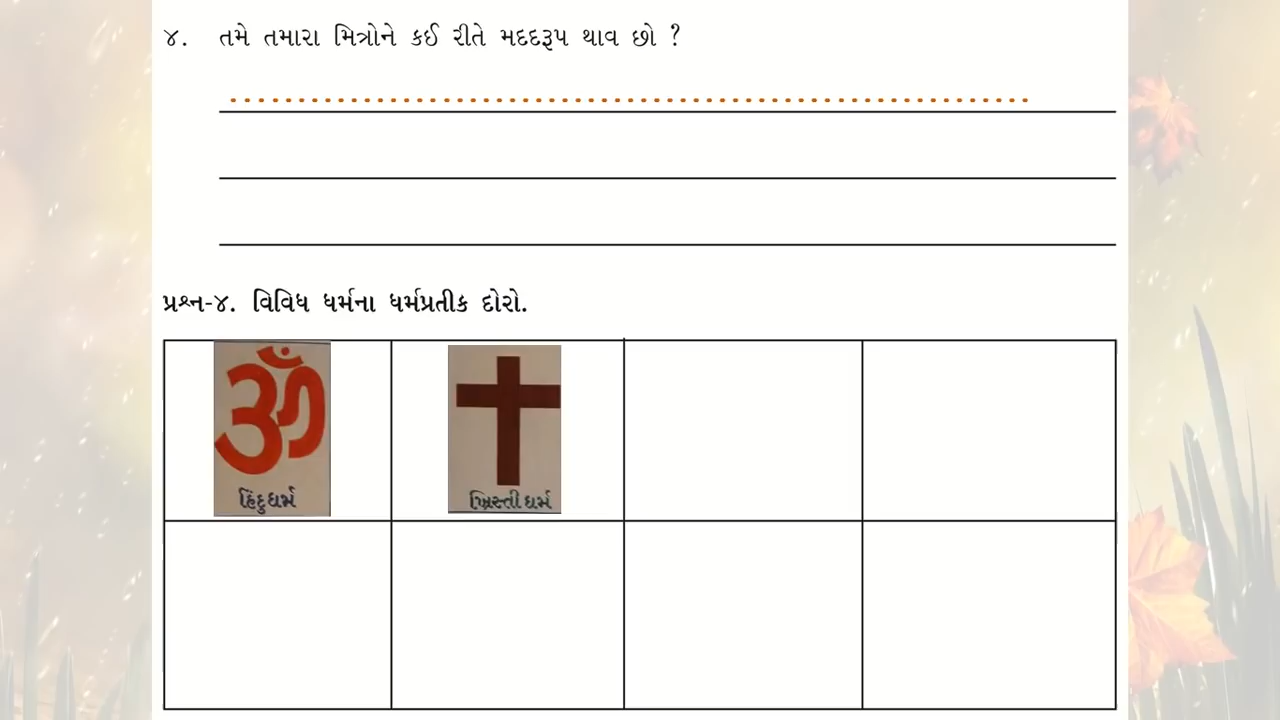 ૪. તમે તમારા મિત્રોને કઈ રીતે મદદરૂપ થાવ છો ?
પ્રશ્ન-૪. વિવિધ ધર્મના ધર્મપ્રતીક દોરો.
ૐ
હિંદુધર્મ
ખ્રિસ્તી ધર્મ